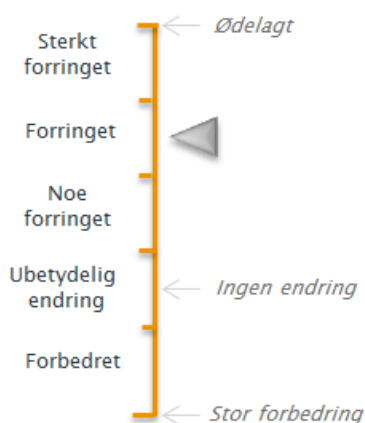 Ødelagt
Sterkt
forringet
Forringet
Noe
forringet
Ubetydelig
endring
Ingen endring
Forbedret
Stor forbedring